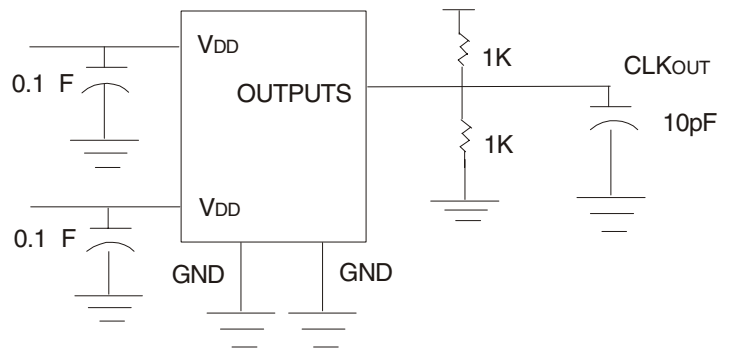 VDD
0.1 F
OUTPUTS
1K
CLKOUT
10pF
1K
VDD
0.1 F
GND
GND